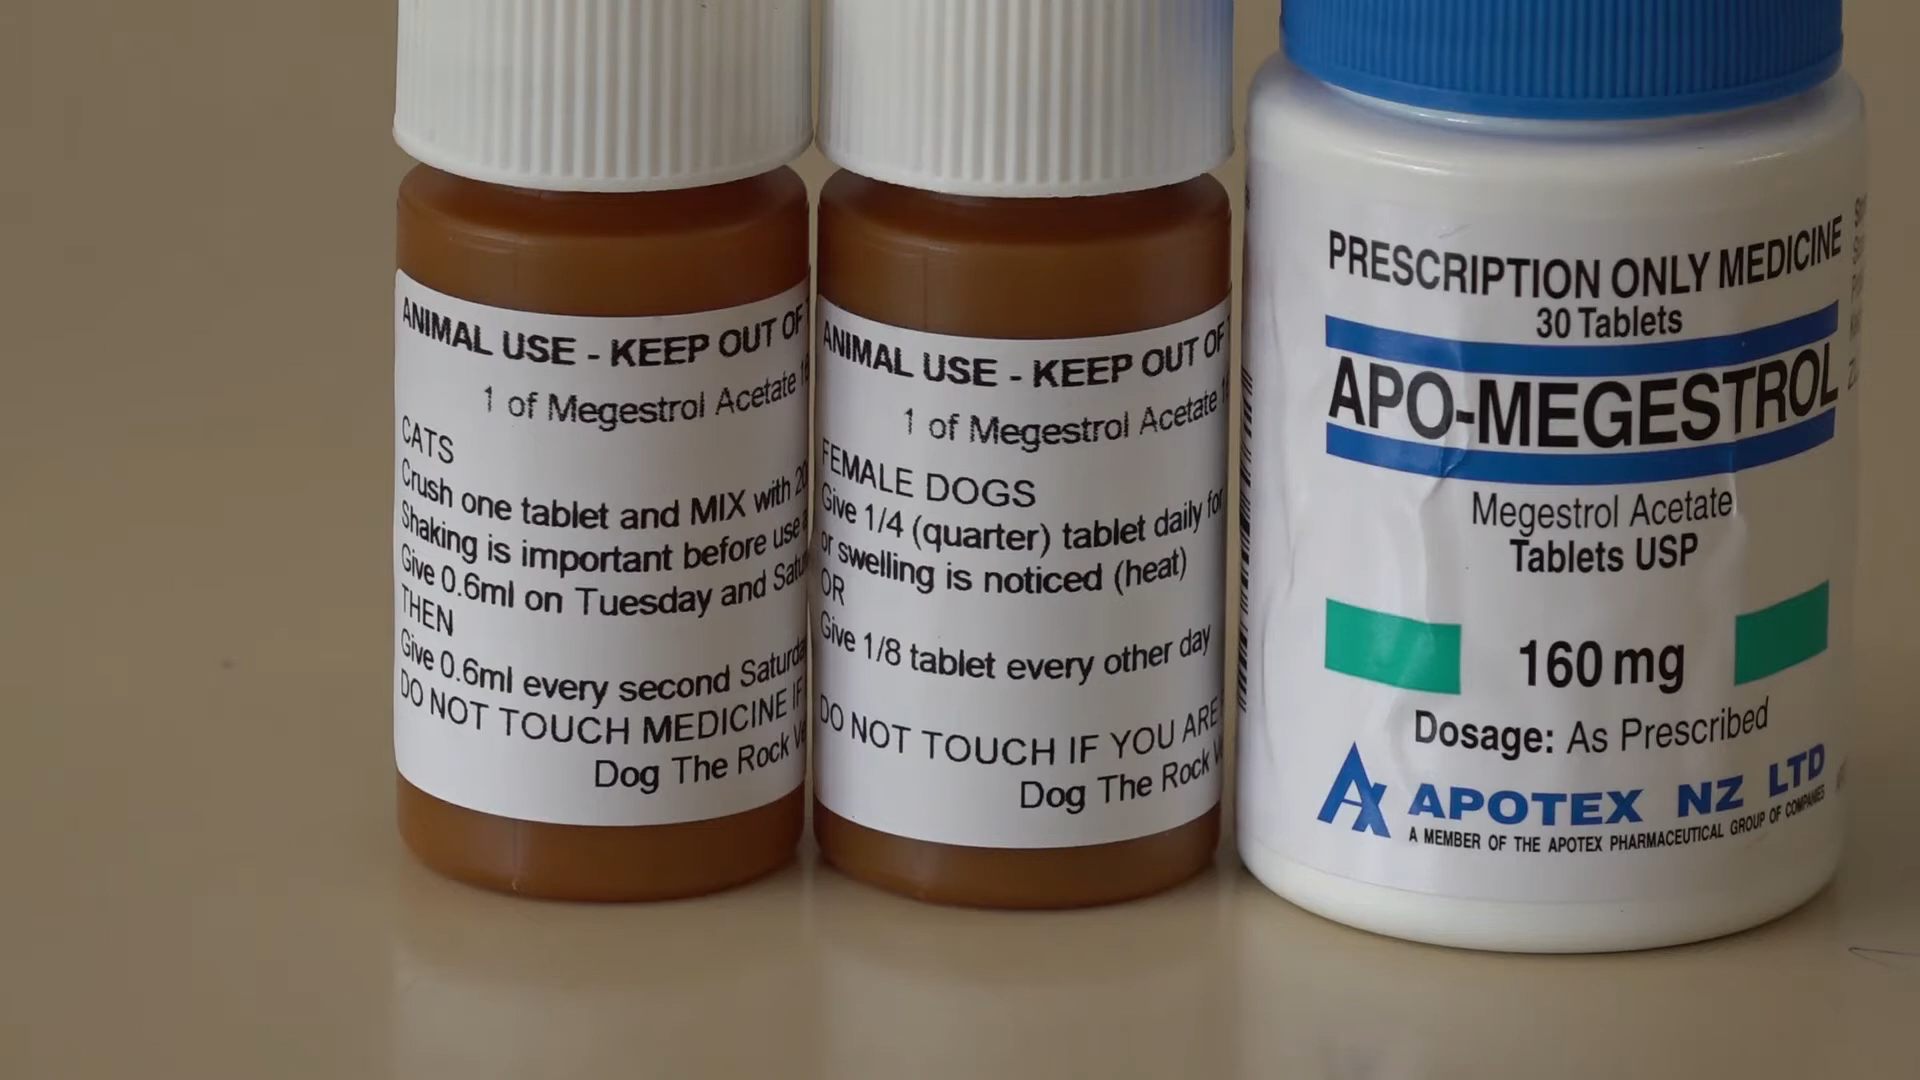 ANIMAL USE - KEEP OUT OF
1 of Megestrol Acetate
CATS
Crush one tablet and MIX with
Shaking is important before use
Give 0.6ml on Tuesday and
THEN
Give 0.6ml every second
DO NOT TOUCH MEDICINE IF
Dog The Rock
ANIMAL USE - KEEP OUT OF
1 of Megestrol Acetate
FEMALE DOGS
Give 1/4 (quarter) tablet daily for
or swelling is noticed (heat)
OR
Give 1/8 tablet every other day
DO NOT TOUCH IF YOU ARE
Dog The Rock
PRESCRIPTION ONLY MEDICINE
30 Tablets
APO-MEGESTROL
Megestrol Acetate
Tablets USP
160 mg
Dosage: As Prescribed
APOTEX NZ LTD
A MEMBER OF THE APOTEX PHARMACEUTICAL GROUP OF COMPANIES